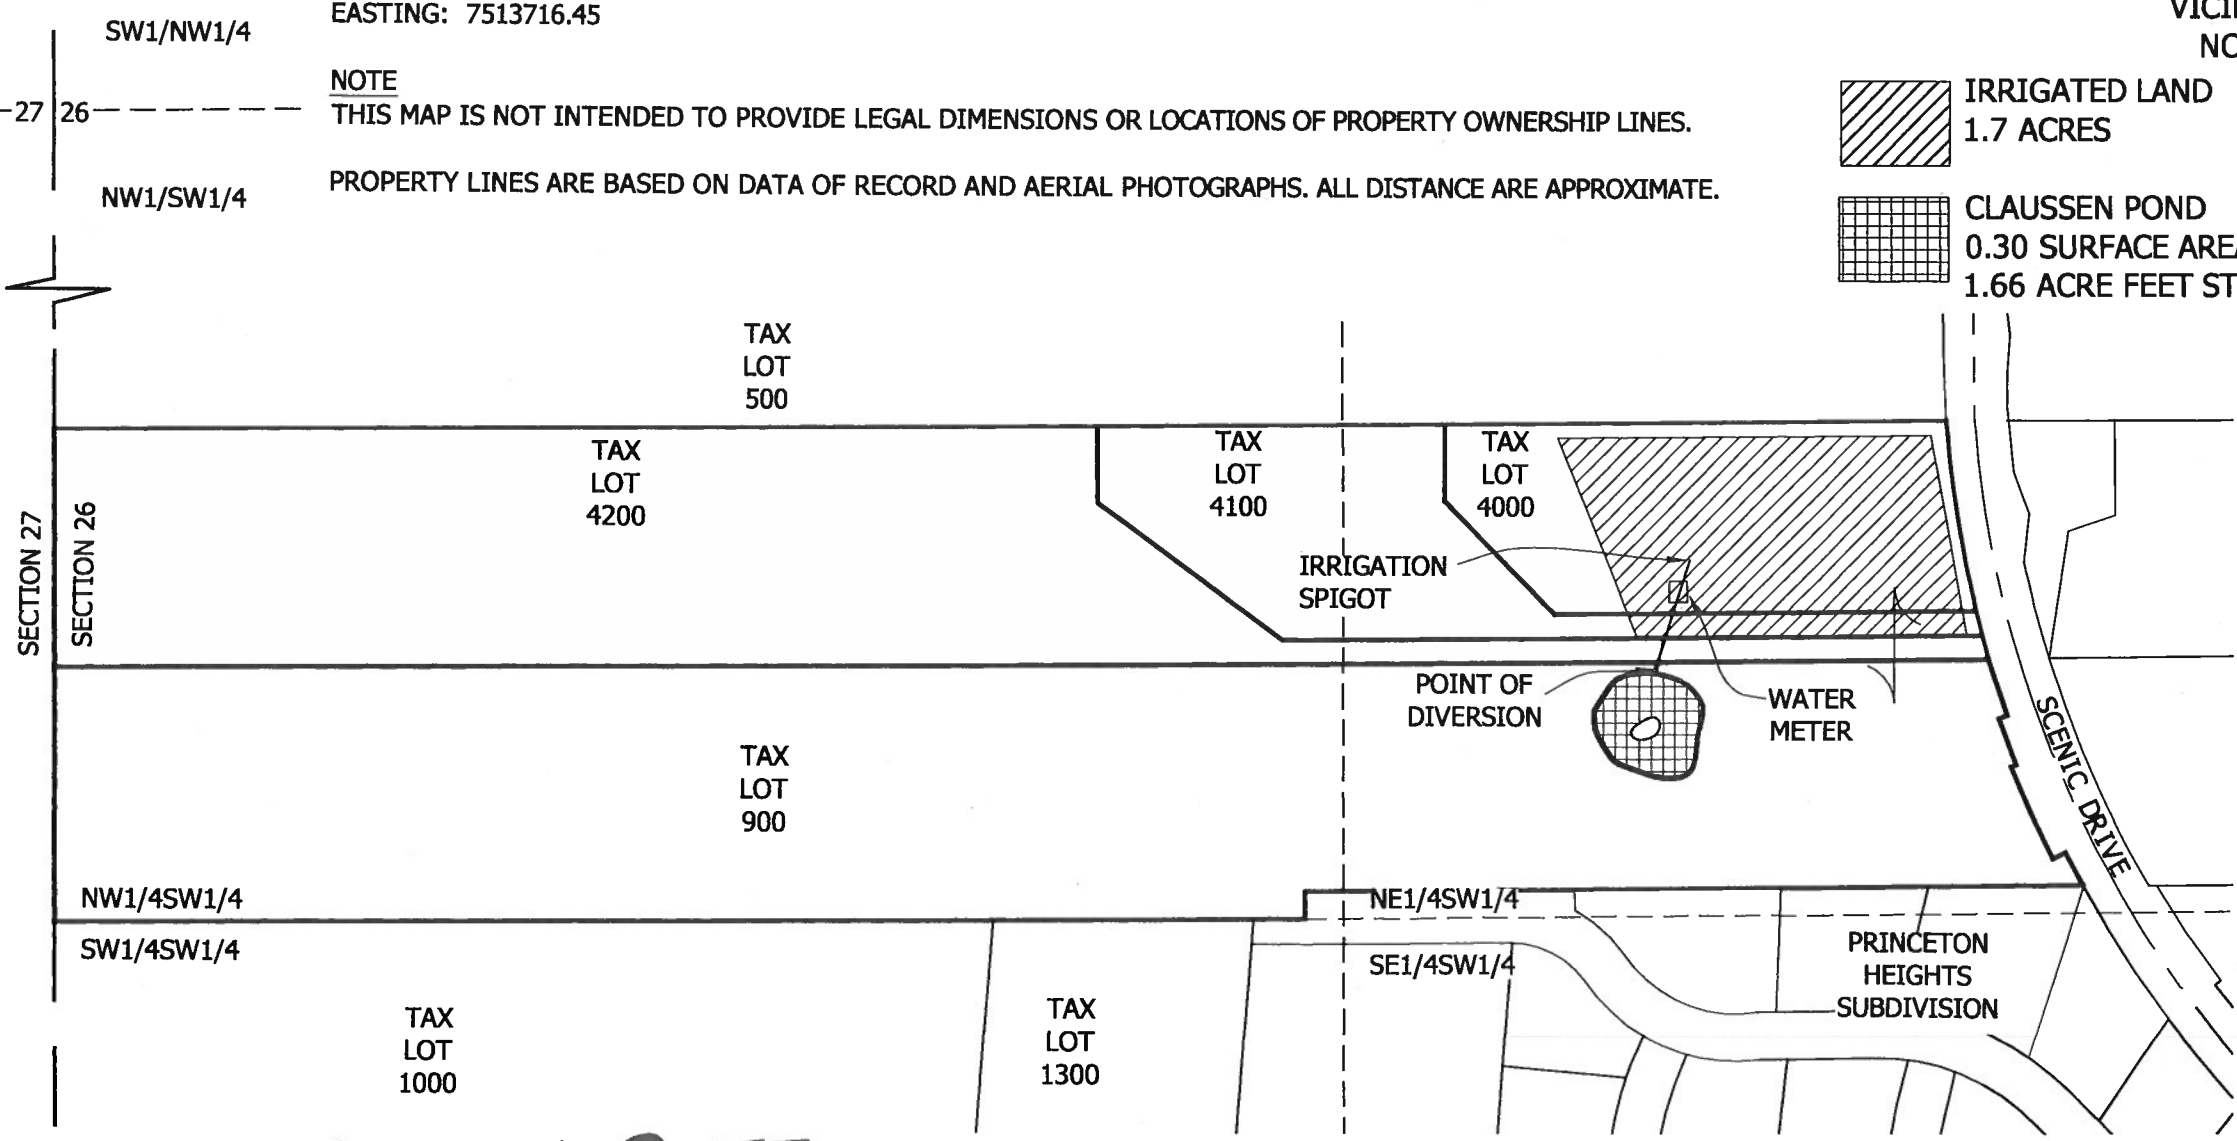 EASTING: 7513716.45
SW1/NW1/4
NOTE
27 26
THIS MAP IS NOT INTENDED TO PROVIDE LEGAL DIMENSIONS OR LOCATIONS OF PROPERTY OWNERSHIP LINES.
NW1/SW1/4
PROPERTY LINES ARE BASED ON DATA OF RECORD AND AERIAL PHOTOGRAPHS. ALL DISTANCE ARE APPROXIMATE.
IRRIGATED LAND
1.7 ACRES
CLAUSSEN POND
0.30 SURFACE AREA
1.66 ACRE FEET ST
TAX
LOT
500
TAX
LOT
4200
TAX
LOT
4100
TAX
LOT
4000
SECTION 27
SECTION 26
IRRIGATION
SPIGOT
POINT OF
DIVERSION
WATER
METER
SCENIC DRIVE
TAX
LOT
900
NW1/4SW1/4
NE1/4SW1/4
SW1/4SW1/4
SE1/4SW1/4
PRINCETON
HEIGHTS
SUBDIVISION
TAX
LOT
1000
TAX
LOT
1300